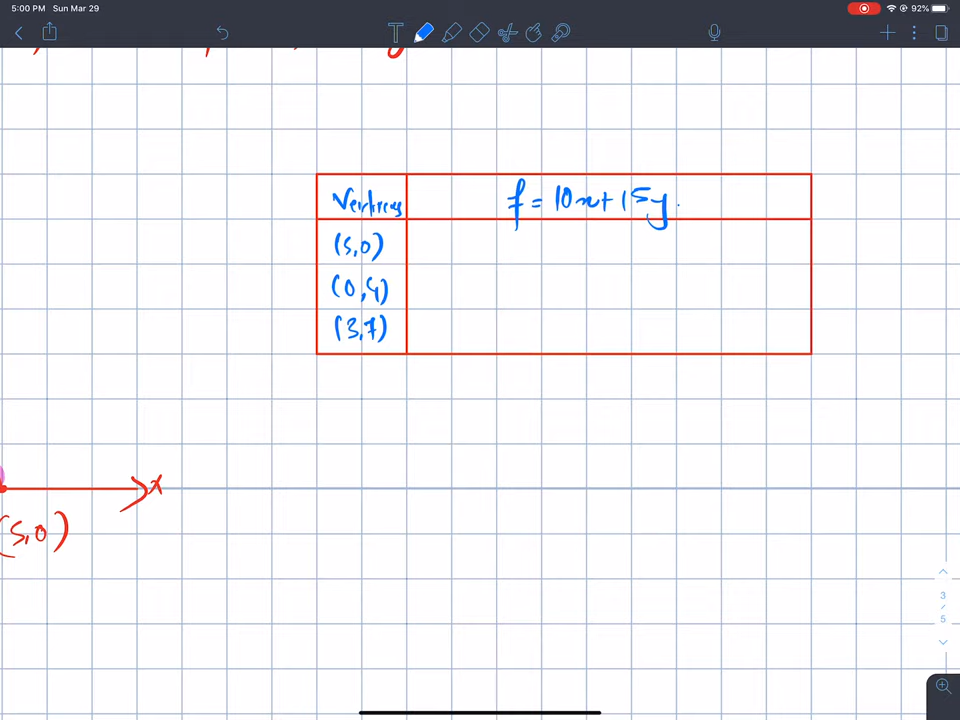 5:00 PM Sun Mar 29
92%
Vertices f = 10x + 15y.
(5,0)
(0,4)
(3,7)
x
(5,0)
3
/
5